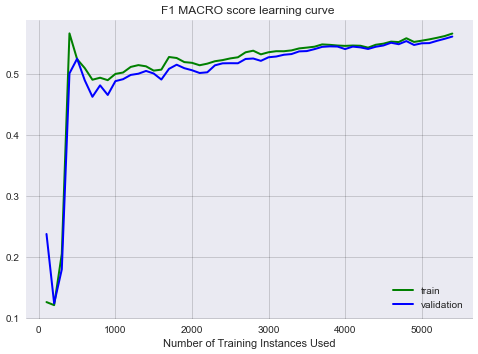 F1 MACRO score learning curve
0.5
0.4
0.3
0.2
0.1
train
validation
0 1000 2000 3000 4000 5000
Number of Training Instances Used